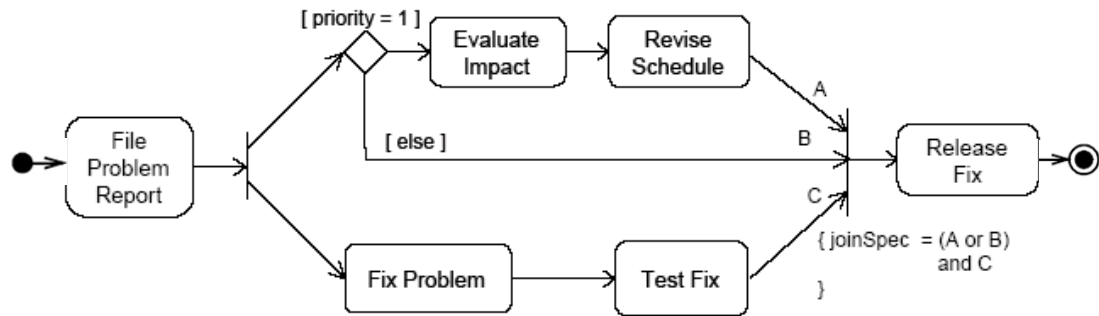 [ priority = 1 ]
Evaluate
Impact
Revise
Schedule
A
File
Problem
Report
[ else ]
B
Release
Fix
C
Fix Problem
Test Fix
{ joinSpec = (A or B)
and C
}